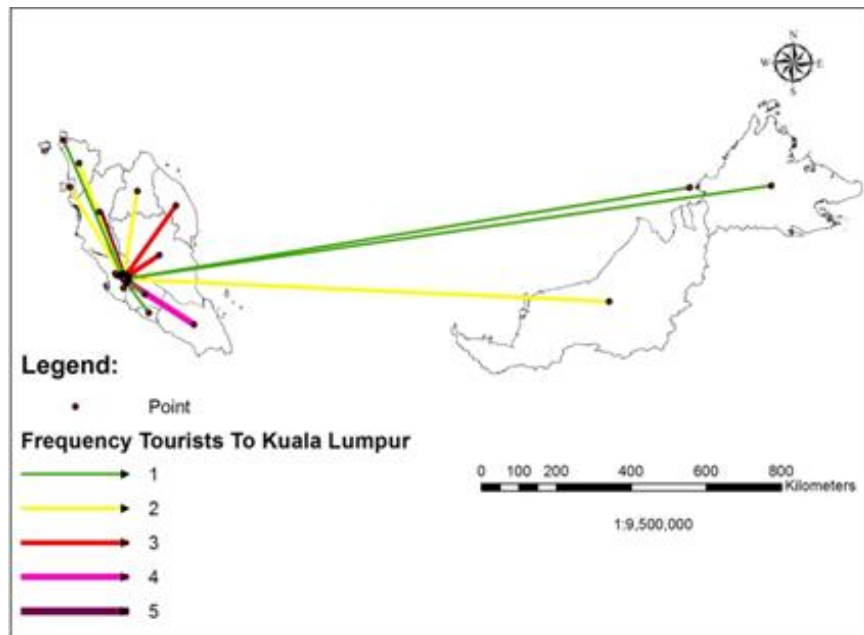 N
W E
S
Legend:
Point
Frequency Tourists To Kuala Lumpur
1
2
3
4
5
0 100 200 400 600 800
Kilometers
1:9,500,000